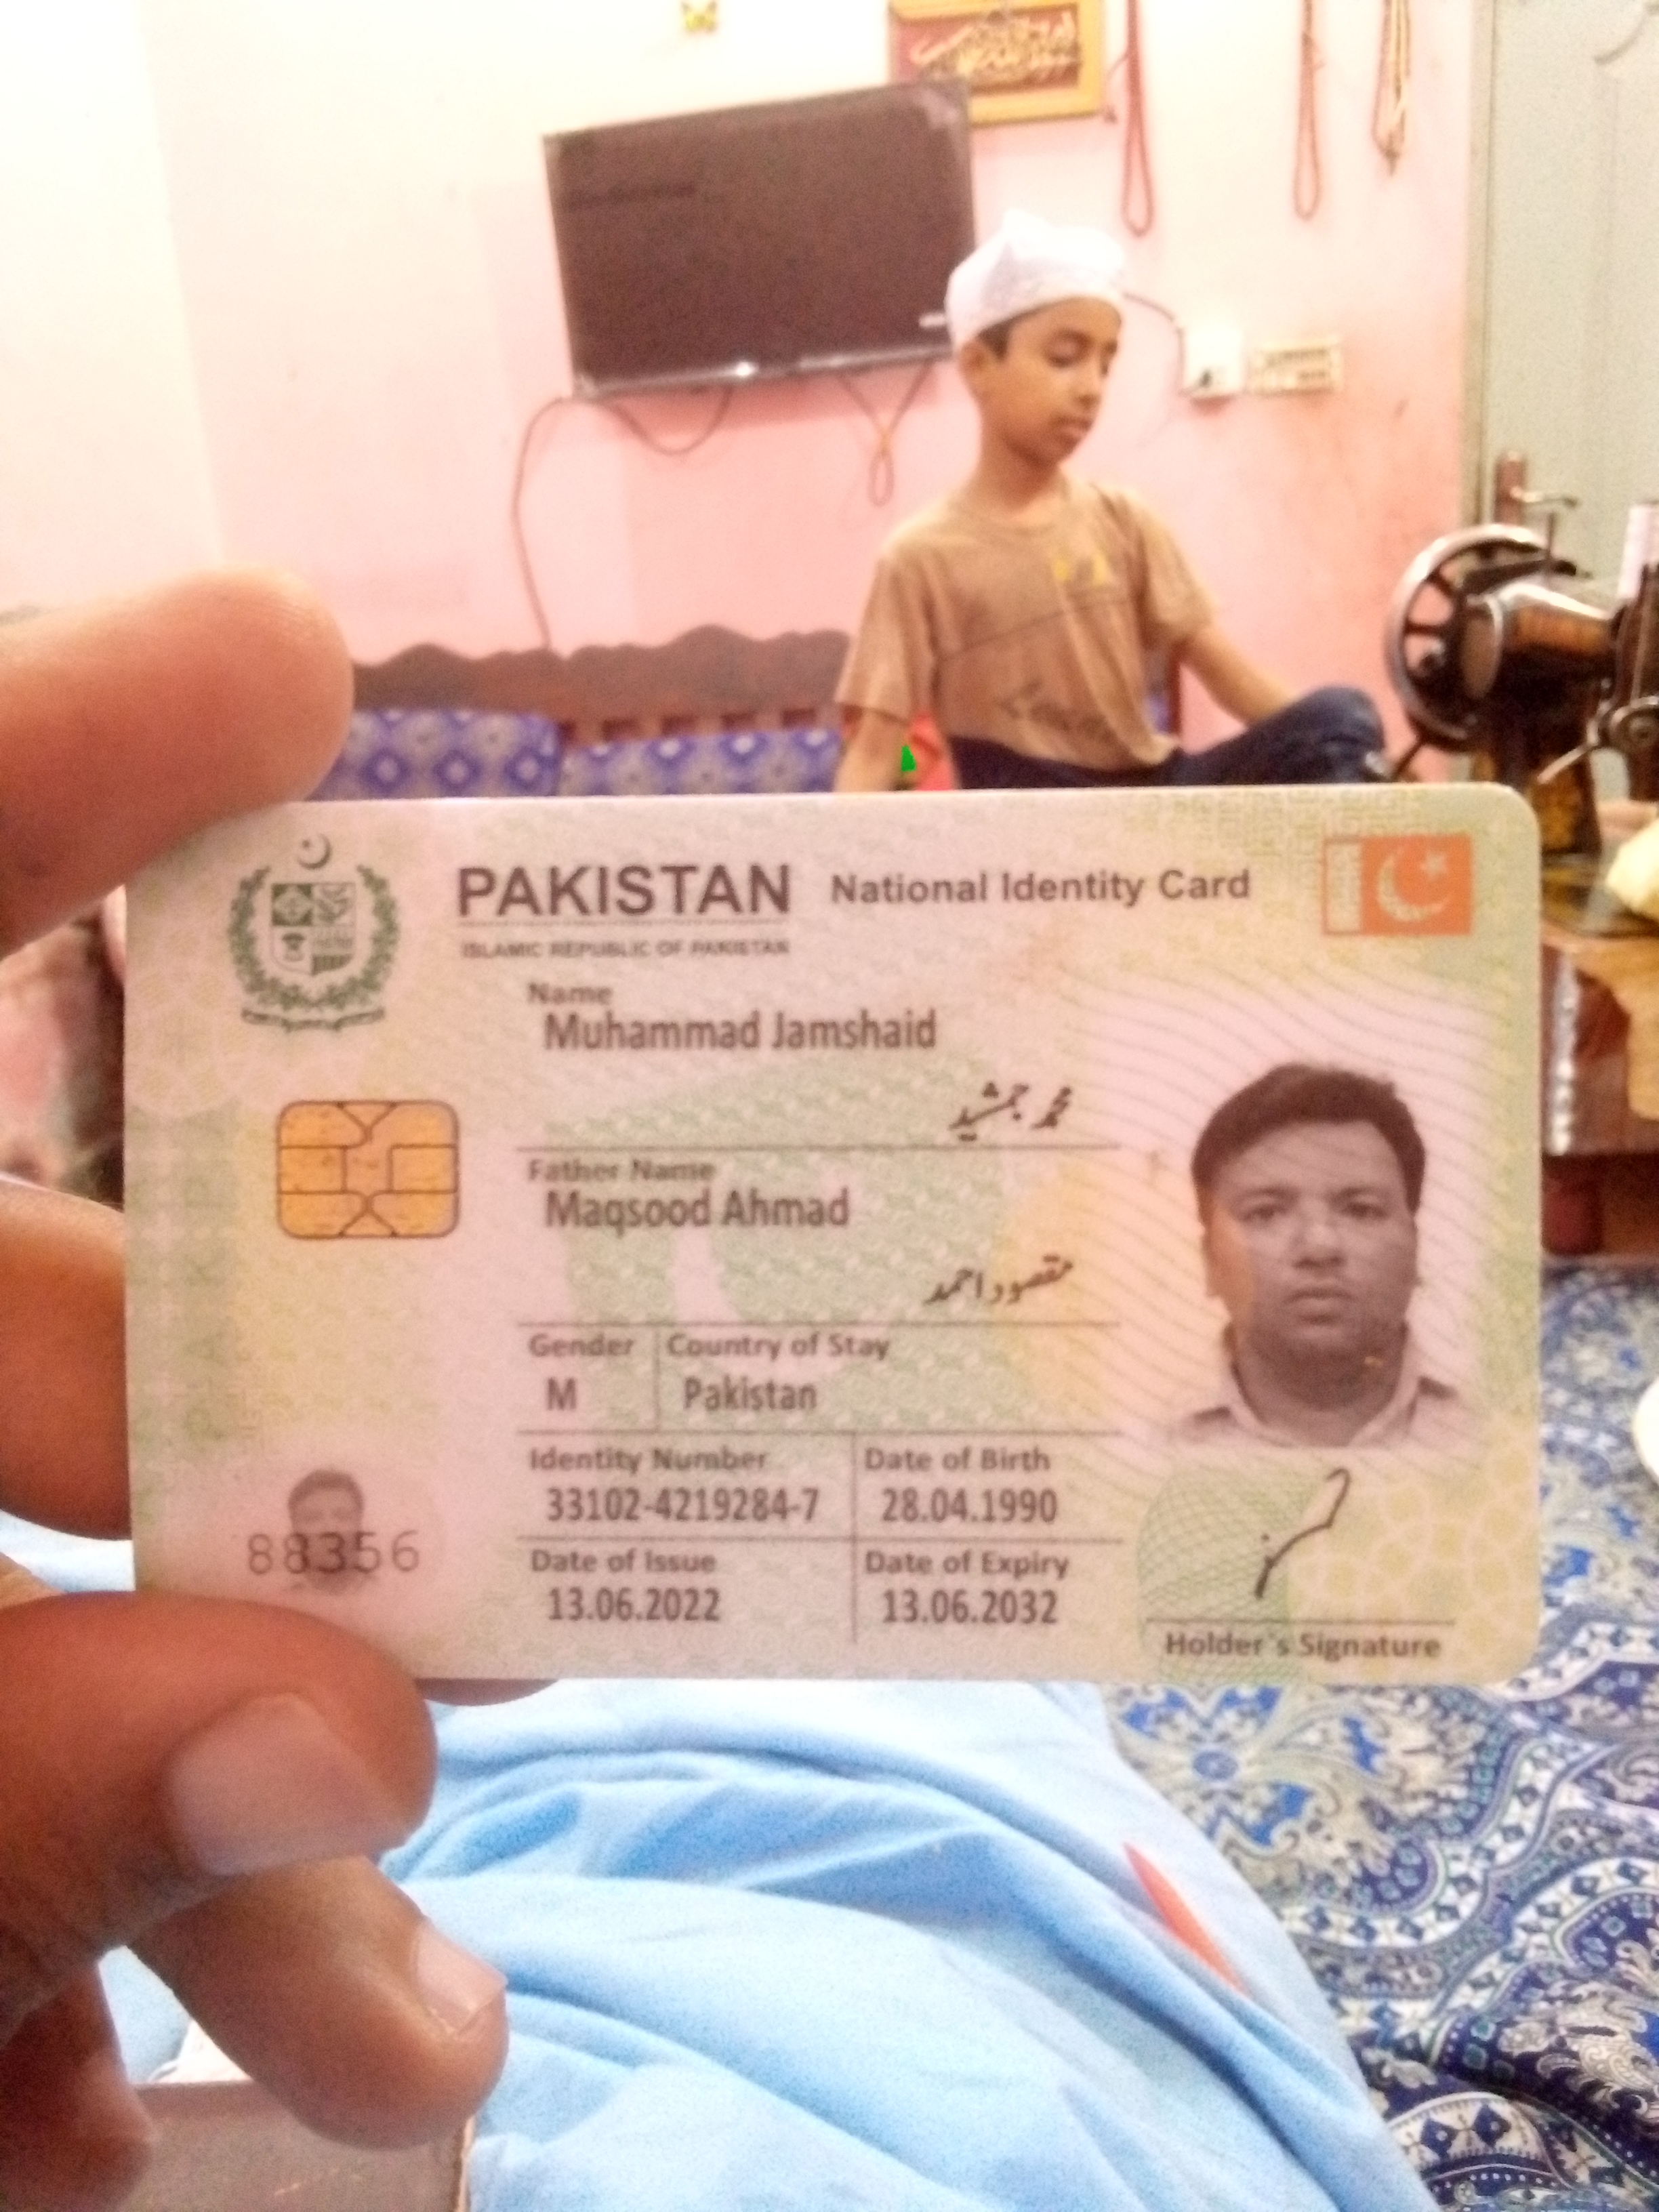 PAKISTAN National Identity Card
ISLAMIC REPUBLIC OF PAKISTAN
Name
Muhammad Jamshaid
محمد جمشید
Father Name
Maqsood Ahmad
مقصود احمد
Gender Country of Stay
M Pakistan
Identity Number Date of Birth
33102-4219284-7 28.04.1990
Date of Issue Date of Expiry
13.06.2022 13.06.2032
88356
Holder's Signature